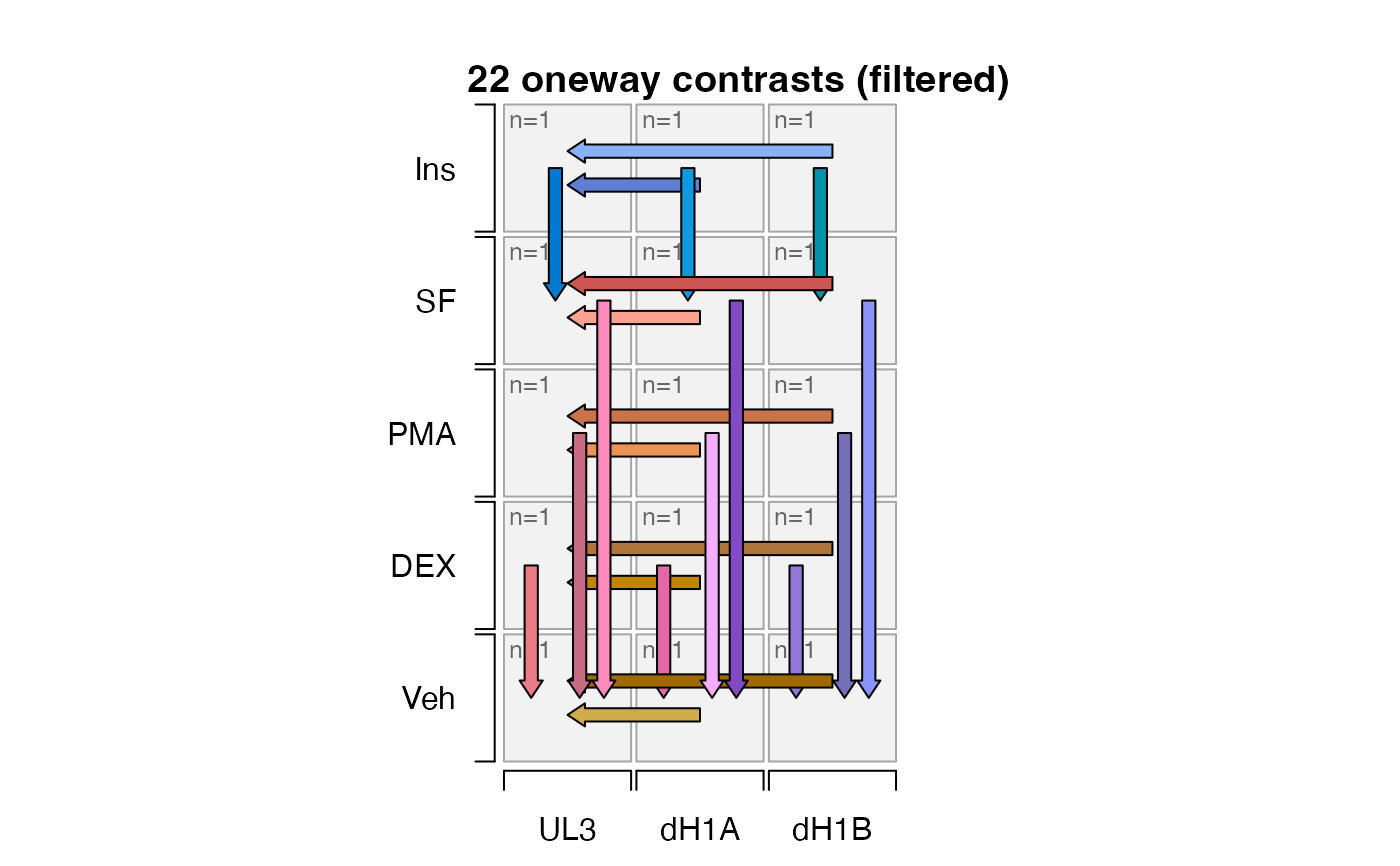 22 oneway contrasts (filtered)
n=1 n=1 n=1
Ins
n=1 n=1 n=1
SF
n=1 n=1 n=1
PMA
n=1 n=1 n=1
DEX
n=1 n=1 n=1
Veh
UL3 dH1A dH1B